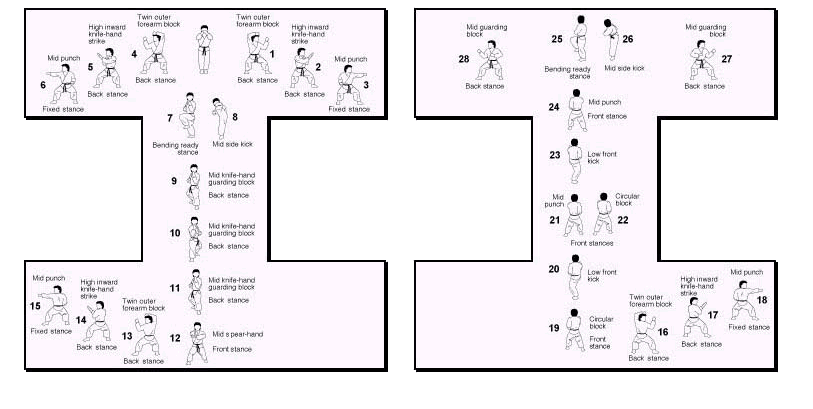 Twin outer
forearm block
4
Back stance
High inward
knife-hand
strike
5
Back stance
Mid punch
6
Fixed stance
Twin outer
forearm block
1
Back stance
High inward
knife-hand
strike
2
Back stance
Mid punch
3
Fixed stance
7
Bending ready
stance
8
Mid side kick
9
Mid knife-hand
guarding block
Back stance
10
Mid knife-hand
guarding block
Back stance
11
Mid knife-hand
guarding block
Back stance
12
Mid spear-hand
Front stance
Twin outer
forearm block
13
Back stance
High inward
knife-hand
strike
14
Back stance
Mid punch
15
Fixed stance
Mid guarding
block
28
Back stance
25
Bending ready
stance
26
Mid side kick
Mid guarding
block
27
Back stance
24
Mid punch
Front stance
23
Low front
kick
Mid
punch
21
Circular
block
22
Front stances
20
Low front
kick
19
Circular
block
Front
stance
Twin outer
forearm block
16
Back stance
High inward
knife-hand
strike
17
Back stance
Mid punch
18
Fixed stance